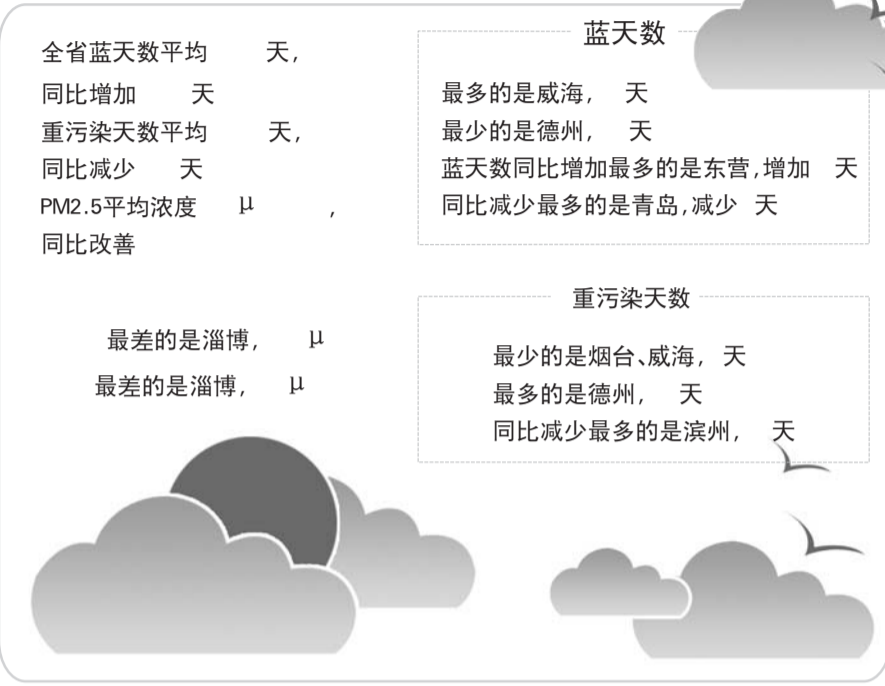 全省蓝天数平均 天,
同比增加 天
重污染天数平均 天,
同比减少 天
PM2.5平均浓度 μ ,
同比改善
最差的是淄博, μ
最差的是淄博, μ
蓝天数
最多的是威海, 天
最少的是德州, 天
蓝天数同比增加最多的是东营,增加 天
同比减少最多的是青岛,减少 天
重污染天数
最少的是烟台、威海, 天
最多的是德州, 天
同比减少最多的是滨州, 天